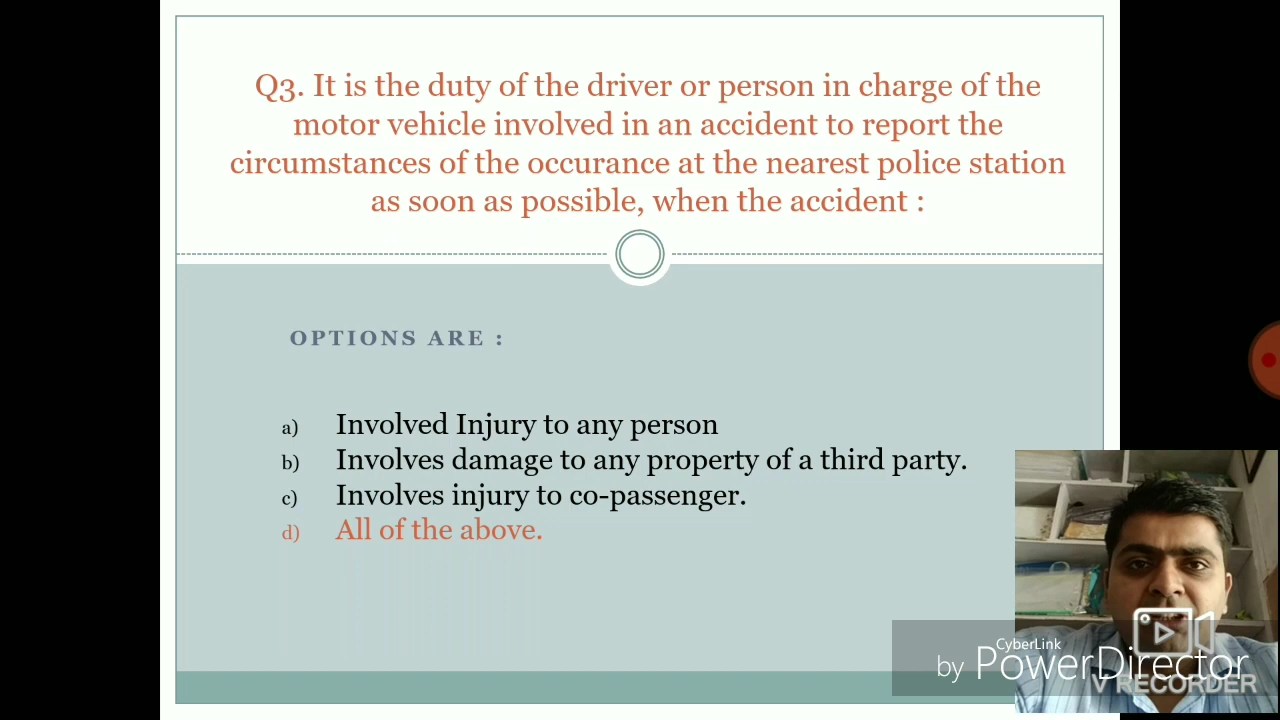 Q3. It is the duty of the driver or person in charge of the
motor vehicle involved in an accident to report the
circumstances of the occurance at the nearest police station
as soon as possible, when the accident :
OPTIONS ARE :
a) Involved Injury to any person
b) Involves damage to any property of a third party.
c) Involves injury to co-passenger.
d) All of the above.
CyberLink
by PowerDirector
V RECORDER